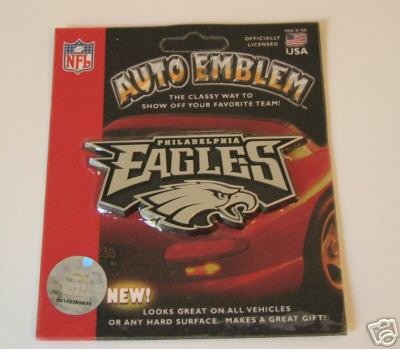 NFL
OFFICIALLY
LICENSED
MADE IN THE
USA
AUTO EMBLEM
THE CLASSY WAY TO
SHOW OFF YOUR FAVORITE TEAM!
PHILADELPHIA
EAGLES
NEW!
LOOKS GREAT ON ALL VEHICLES
OR ANY HARD SURFACE. MAKES A GREAT GIFT!